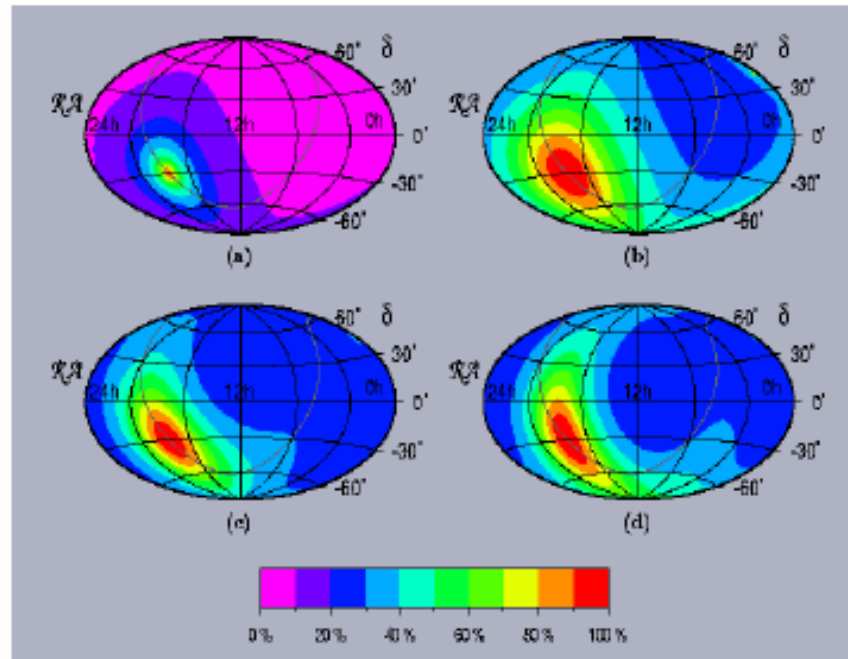 60° δ 60° δ
30° 30°
RA RA
24h 12h 0h 0° 24h 12h 0h 0°
-30° -30°
-60° -60°
(a) (b)
60° δ 60° δ
30° 30°
RA RA
24h 12h 0h 0° 24h 12h 0h 0°
-30° -30°
-60° -60°
(c) (d)
0 % 20 % 40 % 60 % 80 % 100 %